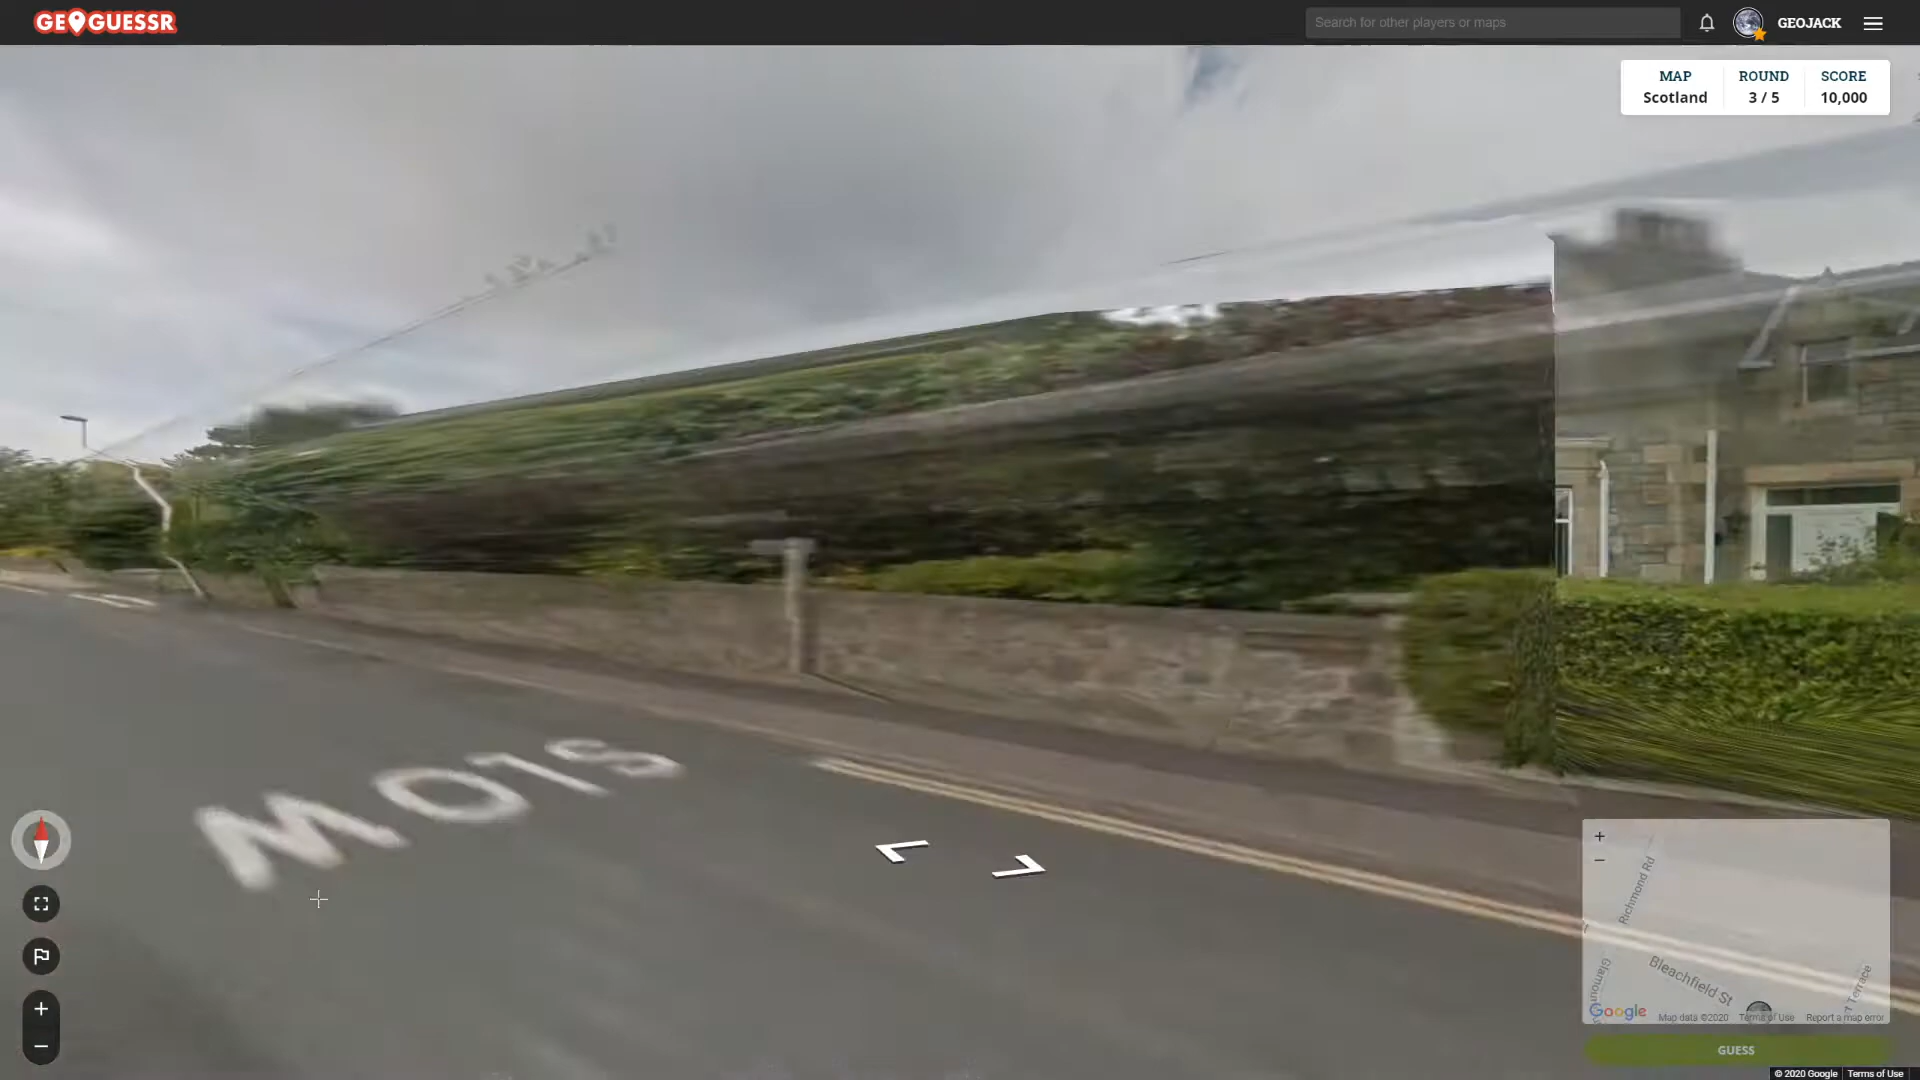 GEOGUESSR
Search for other players or maps
GEOJACK
MAP
Scotland
ROUND
3 / 5
SCORE
10,000
SLOW
+
−
+
−
Richmond Rd
Bleachfield St
Terrace
Google
Map data ©2020
Terms of Use
Report a map error
GUESS
© 2020 Google
Terms of Use